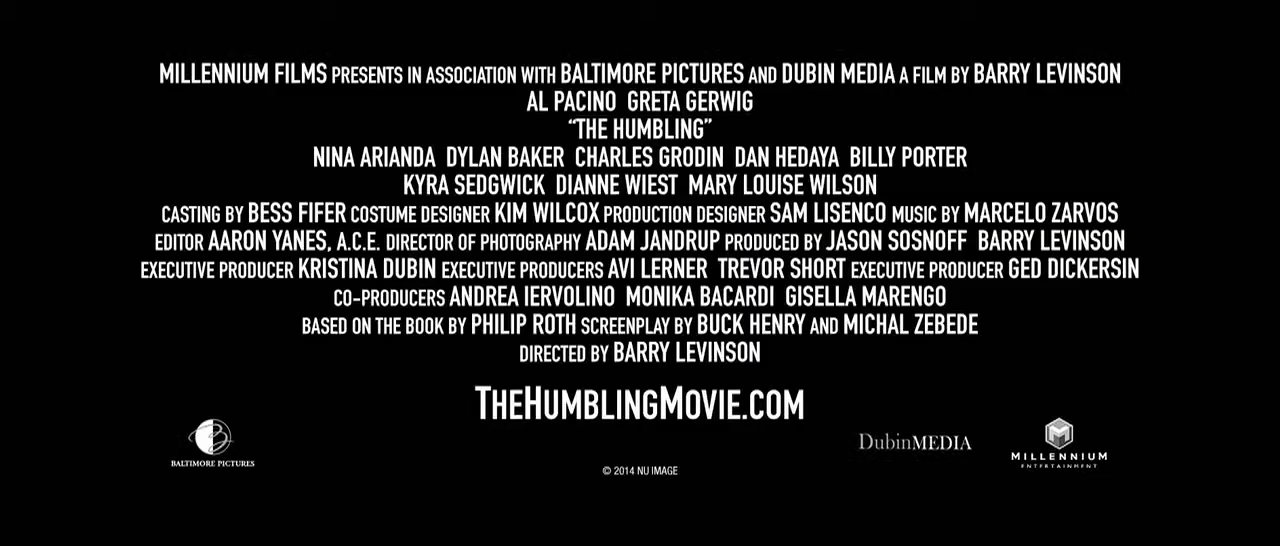 MILLENNIUM FILMS PRESENTS IN ASSOCIATION WITH BALTIMORE PICTURES AND DUBIN MEDIA A FILM BY BARRY LEVINSON
AL PACINO GRETA GERWIG
“THE HUMBLING”
NINA ARIANDA DYLAN BAKER CHARLES GRODIN DAN HEDAYA BILLY PORTER
KYRA SEDGWICK DIANNE WIEST MARY LOUISE WILSON
CASTING BY BESS FIFER COSTUME DESIGNER KIM WILCOX PRODUCTION DESIGNER SAM LISENCO MUSIC BY MARCELO ZARVOS
EDITOR AARON YANES, A.C.E. DIRECTOR OF PHOTOGRAPHY ADAM JANDRUP PRODUCED BY JASON SOSNOFF BARRY LEVINSON
EXECUTIVE PRODUCER KRISTINA DUBIN EXECUTIVE PRODUCERS AVI LERNER TREVOR SHORT EXECUTIVE PRODUCER GED DICKERSIN
CO-PRODUCERS ANDREA IERVOLINO MONIKA BACARDI GISELLA MARENGO
BASED ON THE BOOK BY PHILIP ROTH SCREENPLAY BY BUCK HENRY AND MICHAL ZEBEDE
DIRECTED BY BARRY LEVINSON
THEHUMBLINGMOVIE.COM
B
BALTIMORE PICTURES
DubinMEDIA
M
MILLENNIUM
ENTERTAINMENT
© 2014 NU IMAGE